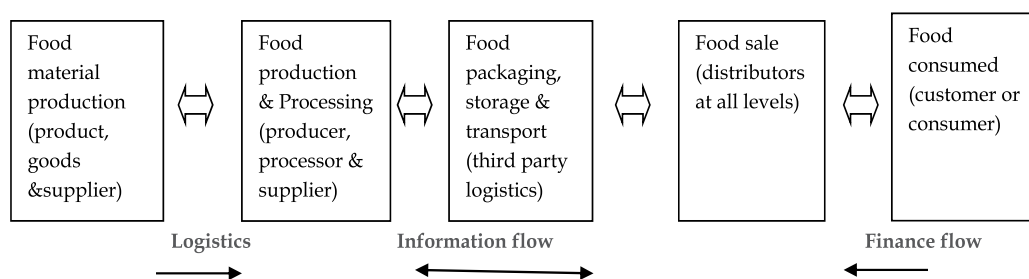 Food
material
production
(product,
goods
&supplier)
Food
production
& Processing
(producer,
processor &
supplier)
Food
packaging,
storage &
transport
(third party
logistics)
Food sale
(distributors
at all levels)
Food
consumed
(customer or
consumer)
Logistics
Information flow
Finance flow